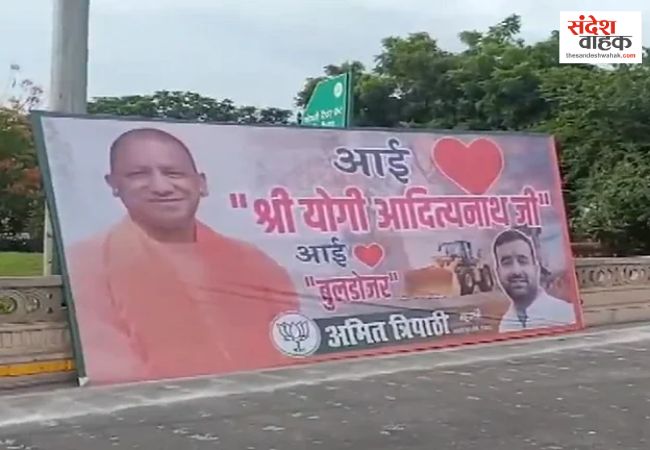 संदेश
वाहक
thesandeshwahak.com
आई
"श्री योगी आदित्यनाथ जी"
आई
"बुलडोजर"
अमित त्रिपाठी